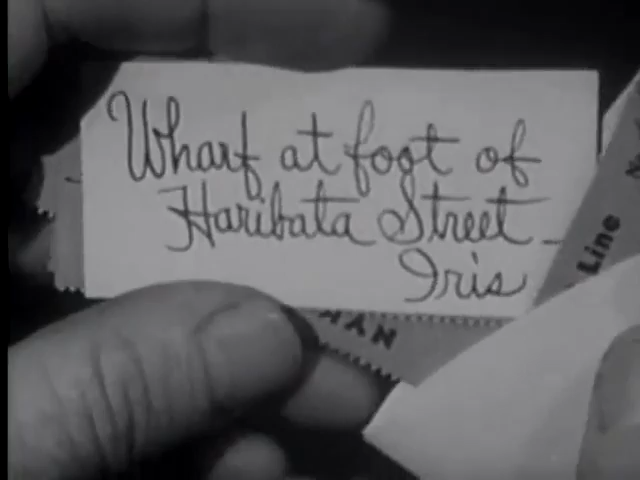 Wharf at foot of
Haribata Street -
Iris
Line